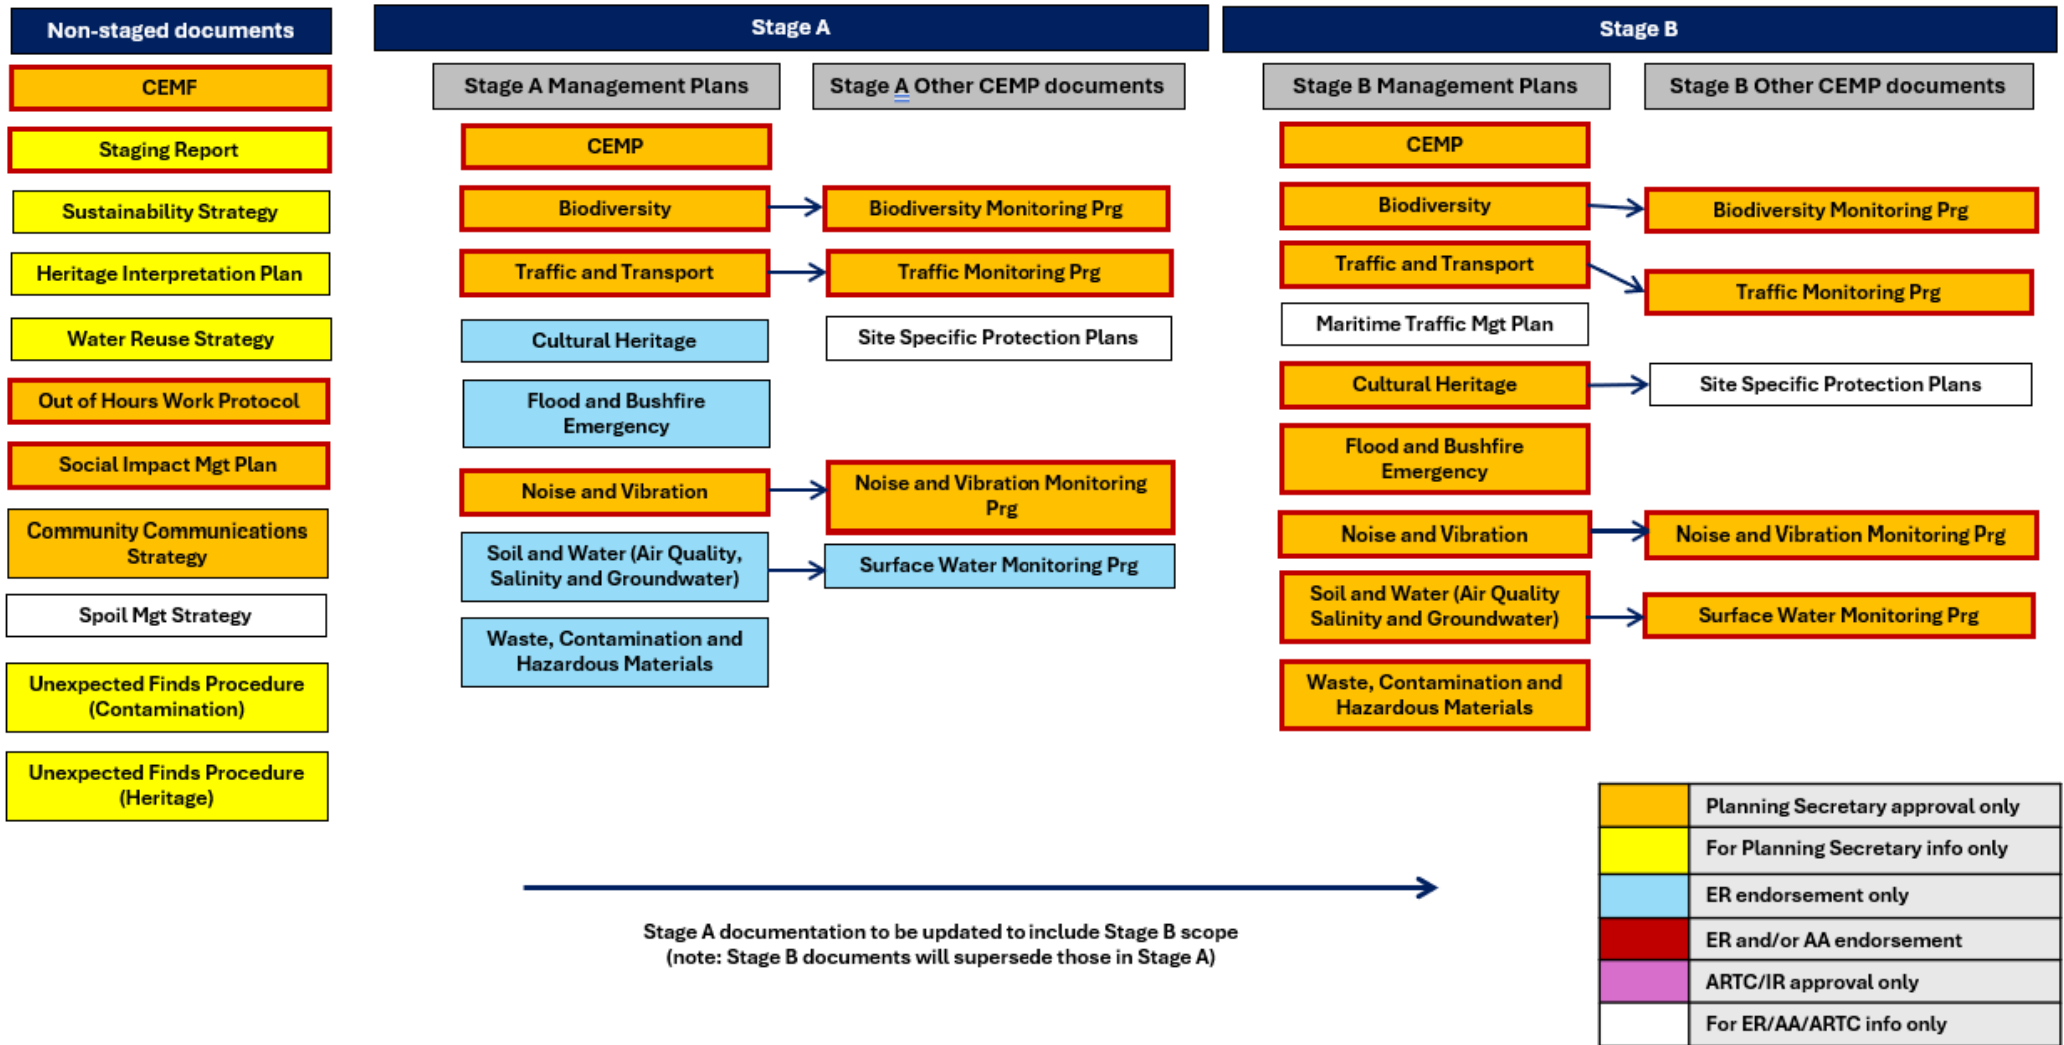 Non-staged documents
CEMF
Staging Report
Sustainability Strategy
Heritage Interpretation Plan
Water Reuse Strategy
Out of Hours Work Protocol
Social Impact Mgt Plan
Community Communications
Strategy
Spoil Mgt Strategy
Unexpected Finds Procedure
(Contamination)
Unexpected Finds Procedure
(Heritage)
Stage A
Stage A Management Plans
CEMP
Biodiversity
Traffic and Transport
Cultural Heritage
Flood and Bushfire
Emergency
Noise and Vibration
Soil and Water (Air Quality,
Salinity and Groundwater)
Waste, Contamination and
Hazardous Materials
Stage A Other CEMP documents
Biodiversity Monitoring Prg
Traffic Monitoring Prg
Site Specific Protection Plans
Noise and Vibration Monitoring
Prg
Surface Water Monitoring Prg
Stage B
Stage B Management Plans
CEMP
Biodiversity
Traffic and Transport
Maritime Traffic Mgt Plan
Cultural Heritage
Flood and Bushfire
Emergency
Noise and Vibration
Soil and Water (Air Quality
Salinity and Groundwater)
Waste, Contamination and
Hazardous Materials
Stage B Other CEMP documents
Biodiversity Monitoring Prg
Traffic Monitoring Prg
Site Specific Protection Plans
Noise and Vibration Monitoring Prg
Surface Water Monitoring Prg
Stage A documentation to be updated to include Stage B scope
(note: Stage B documents will supersede those in Stage A)
Planning Secretary approval only
For Planning Secretary info only
ER endorsement only
ER and/or AA endorsement
ARTC/IR approval only
For ER/AA/ARTC info only